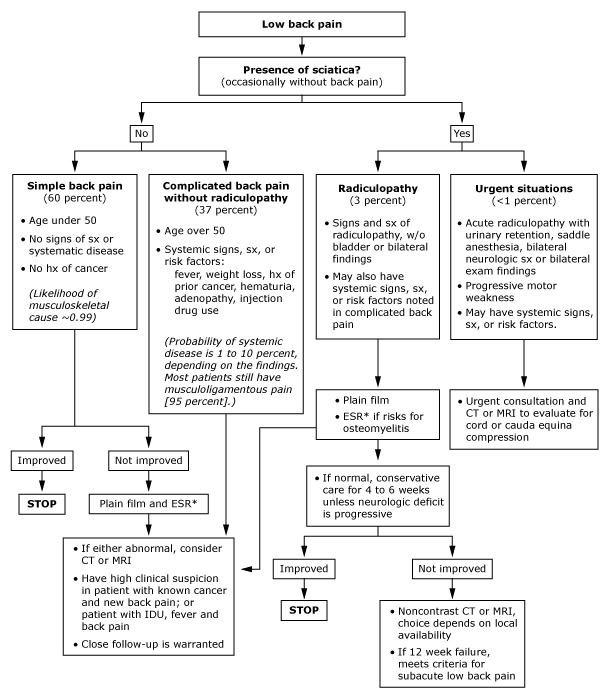 Low back pain
Presence of sciatica?
(occasionally without back pain)
No
Yes
Simple back pain
(60 percent)
• Age under 50
• No signs of sx or
systematic disease
• No hx of cancer
(Likelihood of
musculoskeletal
cause ~0.99)
Complicated back pain
without radiculopathy
(37 percent)
• Age over 50
• Systemic signs, sx, or
risk factors:
fever, weight loss, hx of
prior cancer, hematuria,
adenopathy, injection
drug use
(Probability of systemic
disease is 1 to 10 percent,
depending on the findings.
Most patients still have
musculoligamentous pain
[95 percent].)
Radiculopathy
(3 percent)
• Signs and sx of
radiculopathy, w/o
bladder or bilateral
findings
• May also have
systemic signs, sx,
or risk factors noted
in complicated back
pain
Urgent situations
(<1 percent)
• Acute radiculopathy with
urinary retention, saddle
anesthesia, bilateral
neurologic sx or bilateral
exam findings
• Progressive motor
weakness
• May have systemic signs,
sx, or risk factors.
• Plain film
• ESR* if risks for
osteomyelitis
• Urgent consultation and
CT or MRI to evaluate for
cord or cauda equina
compression
Improved
Not improved
STOP
Plain film and ESR*
• If normal, conservative
care for 4 to 6 weeks
unless neurologic deficit
is progressive
• If either abnormal, consider
CT or MRI
• Have high clinical suspicion
in patient with known cancer
and new back pain; or
patient with IDU, fever and
back pain
• Close follow-up is warranted
Improved
Not improved
STOP
• Noncontrast CT or MRI,
choice depends on local
availability
• If 12 week failure,
meets criteria for
subacute low back pain